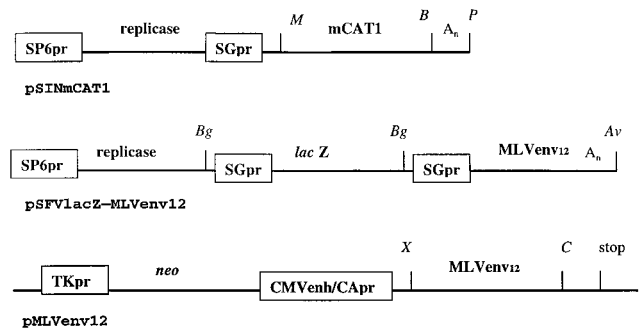 M B P
replicase mCAT1 Aₙ
SP6pr SGpr
pSINmCAT1
Bg Bg Av
replicase lac Z MLVenv₁₂ Aₙ
SP6pr SGpr SGpr
pSFVlacZ—MLVenv12
X C stop
neo MLVenv₁₂
TKpr CMVenh/CApr
pMLVenv12